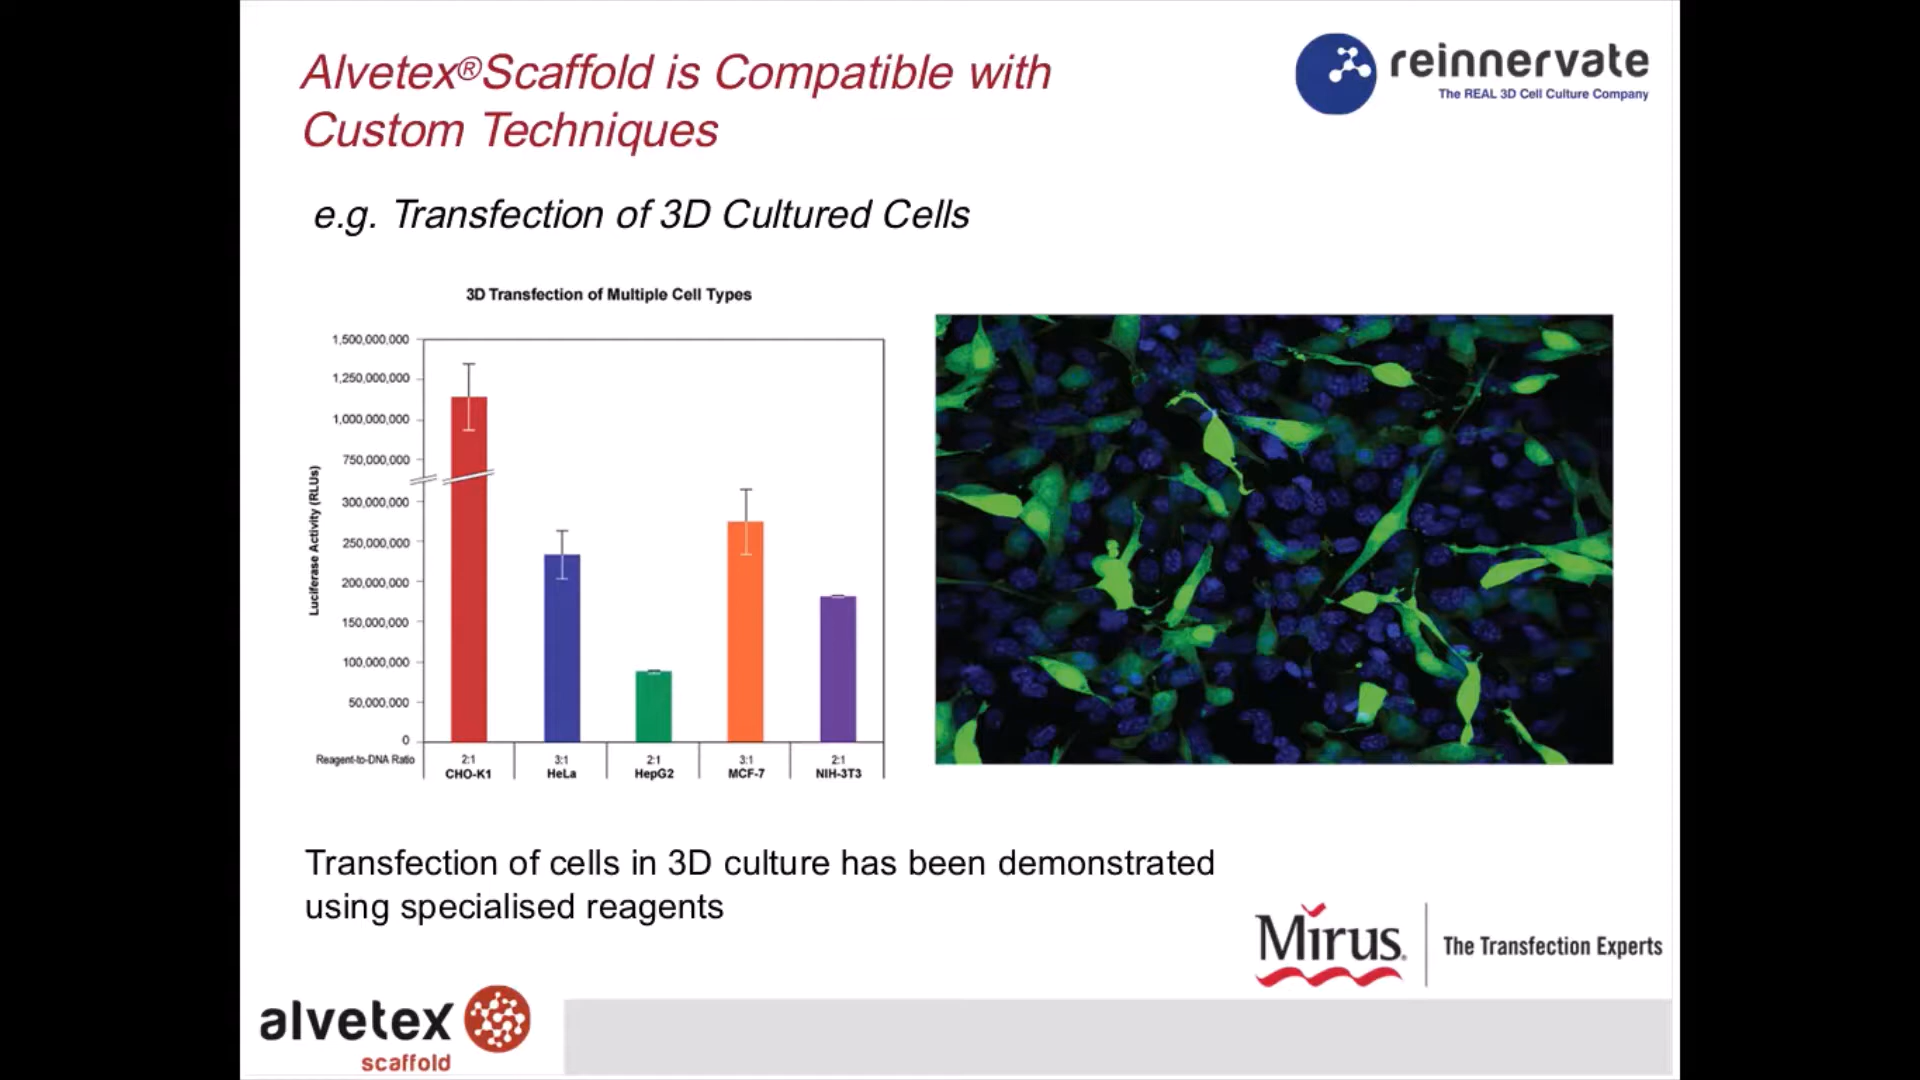 Alvetex®Scaffold is Compatible with
Custom Techniques
reinnervate
The REAL 3D Cell Culture Company
e.g. Transfection of 3D Cultured Cells
3D Transfection of Multiple Cell Types
Luciferase Activity (RLUs)
1,500,000,000
1,250,000,000
1,000,000,000
750,000,000
300,000,000
250,000,000
200,000,000
150,000,000
100,000,000
50,000,000
0
Reagent-to-DNA Ratio 2:1 3:1 2:1 3:1 2:1
CHO-K1 HeLa HepG2 MCF-7 NIH-3T3
Transfection of cells in 3D culture has been demonstrated
using specialised reagents
Mirus® The Transfection Experts
alvetex
scaffold